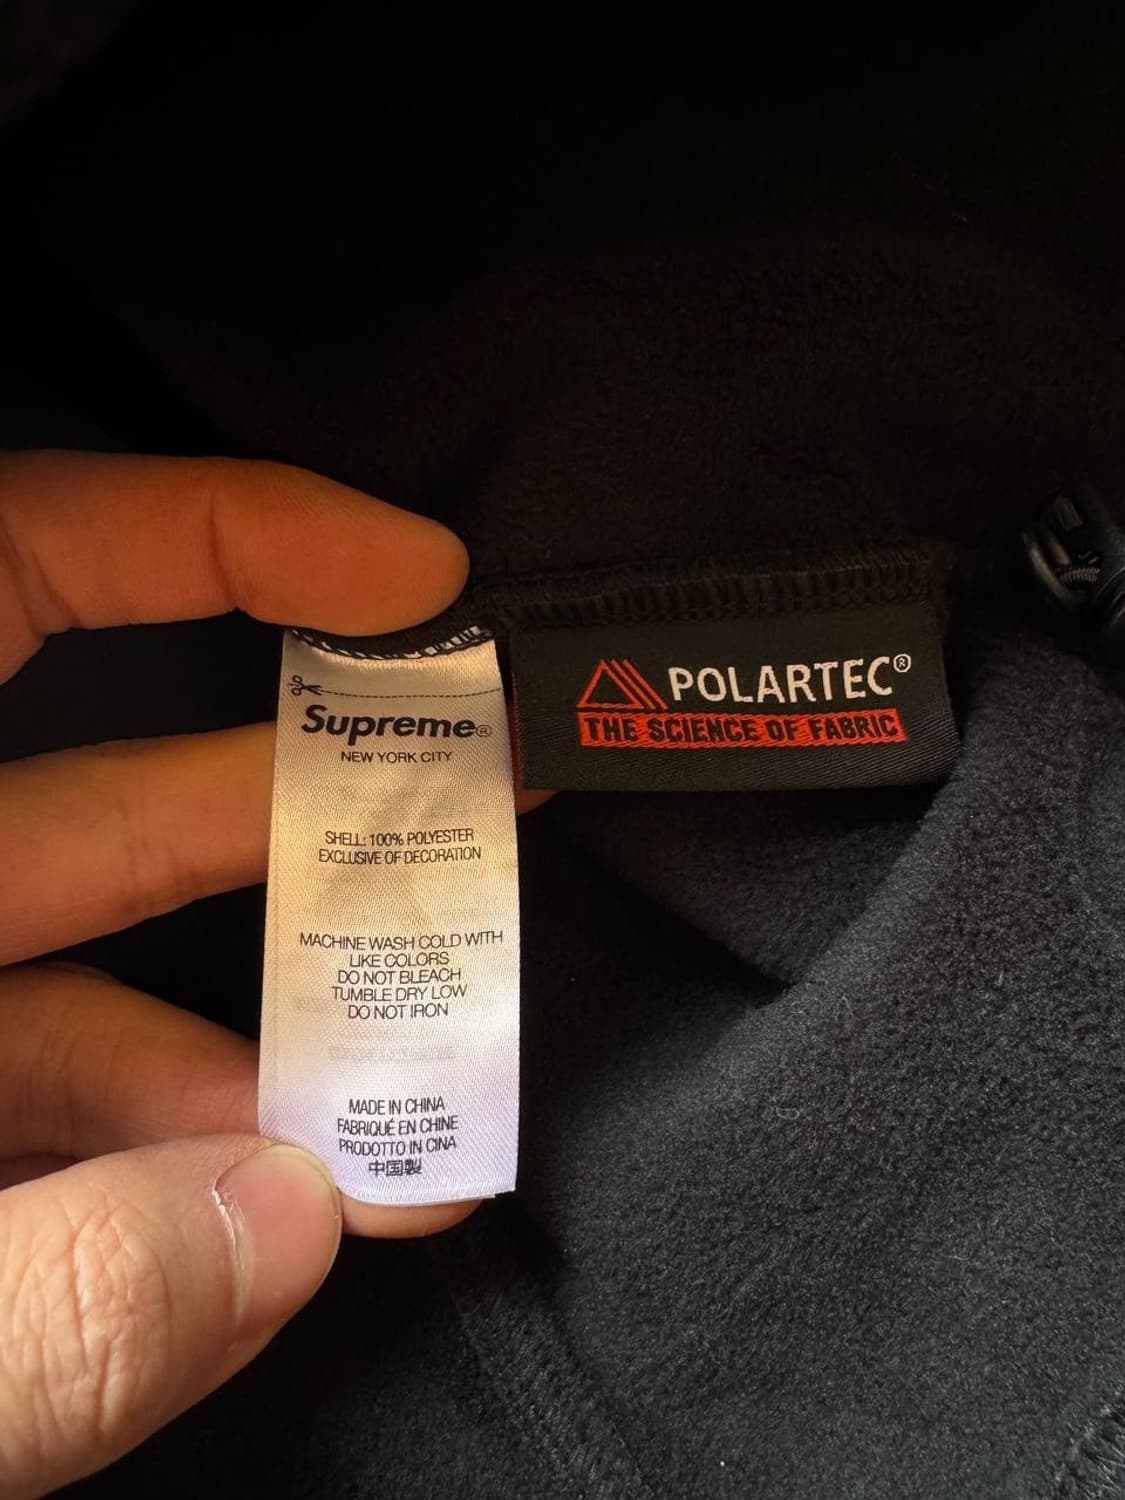 Supreme®
NEW YORK CITY
SHELL: 100% POLYESTER
EXCLUSIVE OF DECORATION
MACHINE WASH COLD WITH
LIKE COLORS
DO NOT BLEACH
TUMBLE DRY LOW
DO NOT IRON
MADE IN CHINA
FABRIQUÉ EN CHINE
PRODOTTO IN CINA
中国製
POLARTEC®
THE SCIENCE OF FABRIC